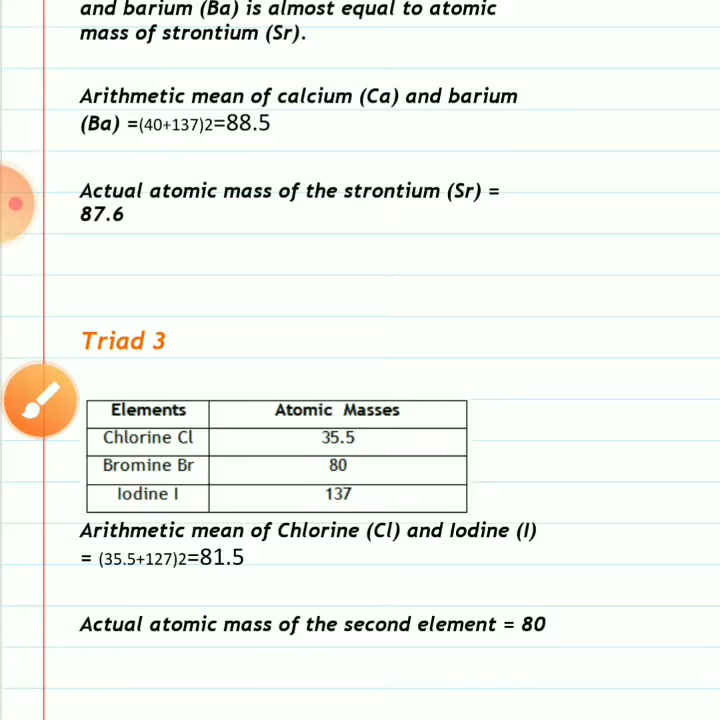 and barium (Ba) is almost equal to atomic
mass of strontium (Sr).
Arithmetic mean of calcium (Ca) and barium
(Ba) =(40+137)2=88.5
Actual atomic mass of the strontium (Sr) =
87.6
Triad 3
Elements Atomic Masses
Chlorine Cl 35.5
Bromine Br 80
Iodine I 137
Arithmetic mean of Chlorine (Cl) and Iodine (I)
= (35.5+127)2=81.5
Actual atomic mass of the second element = 80